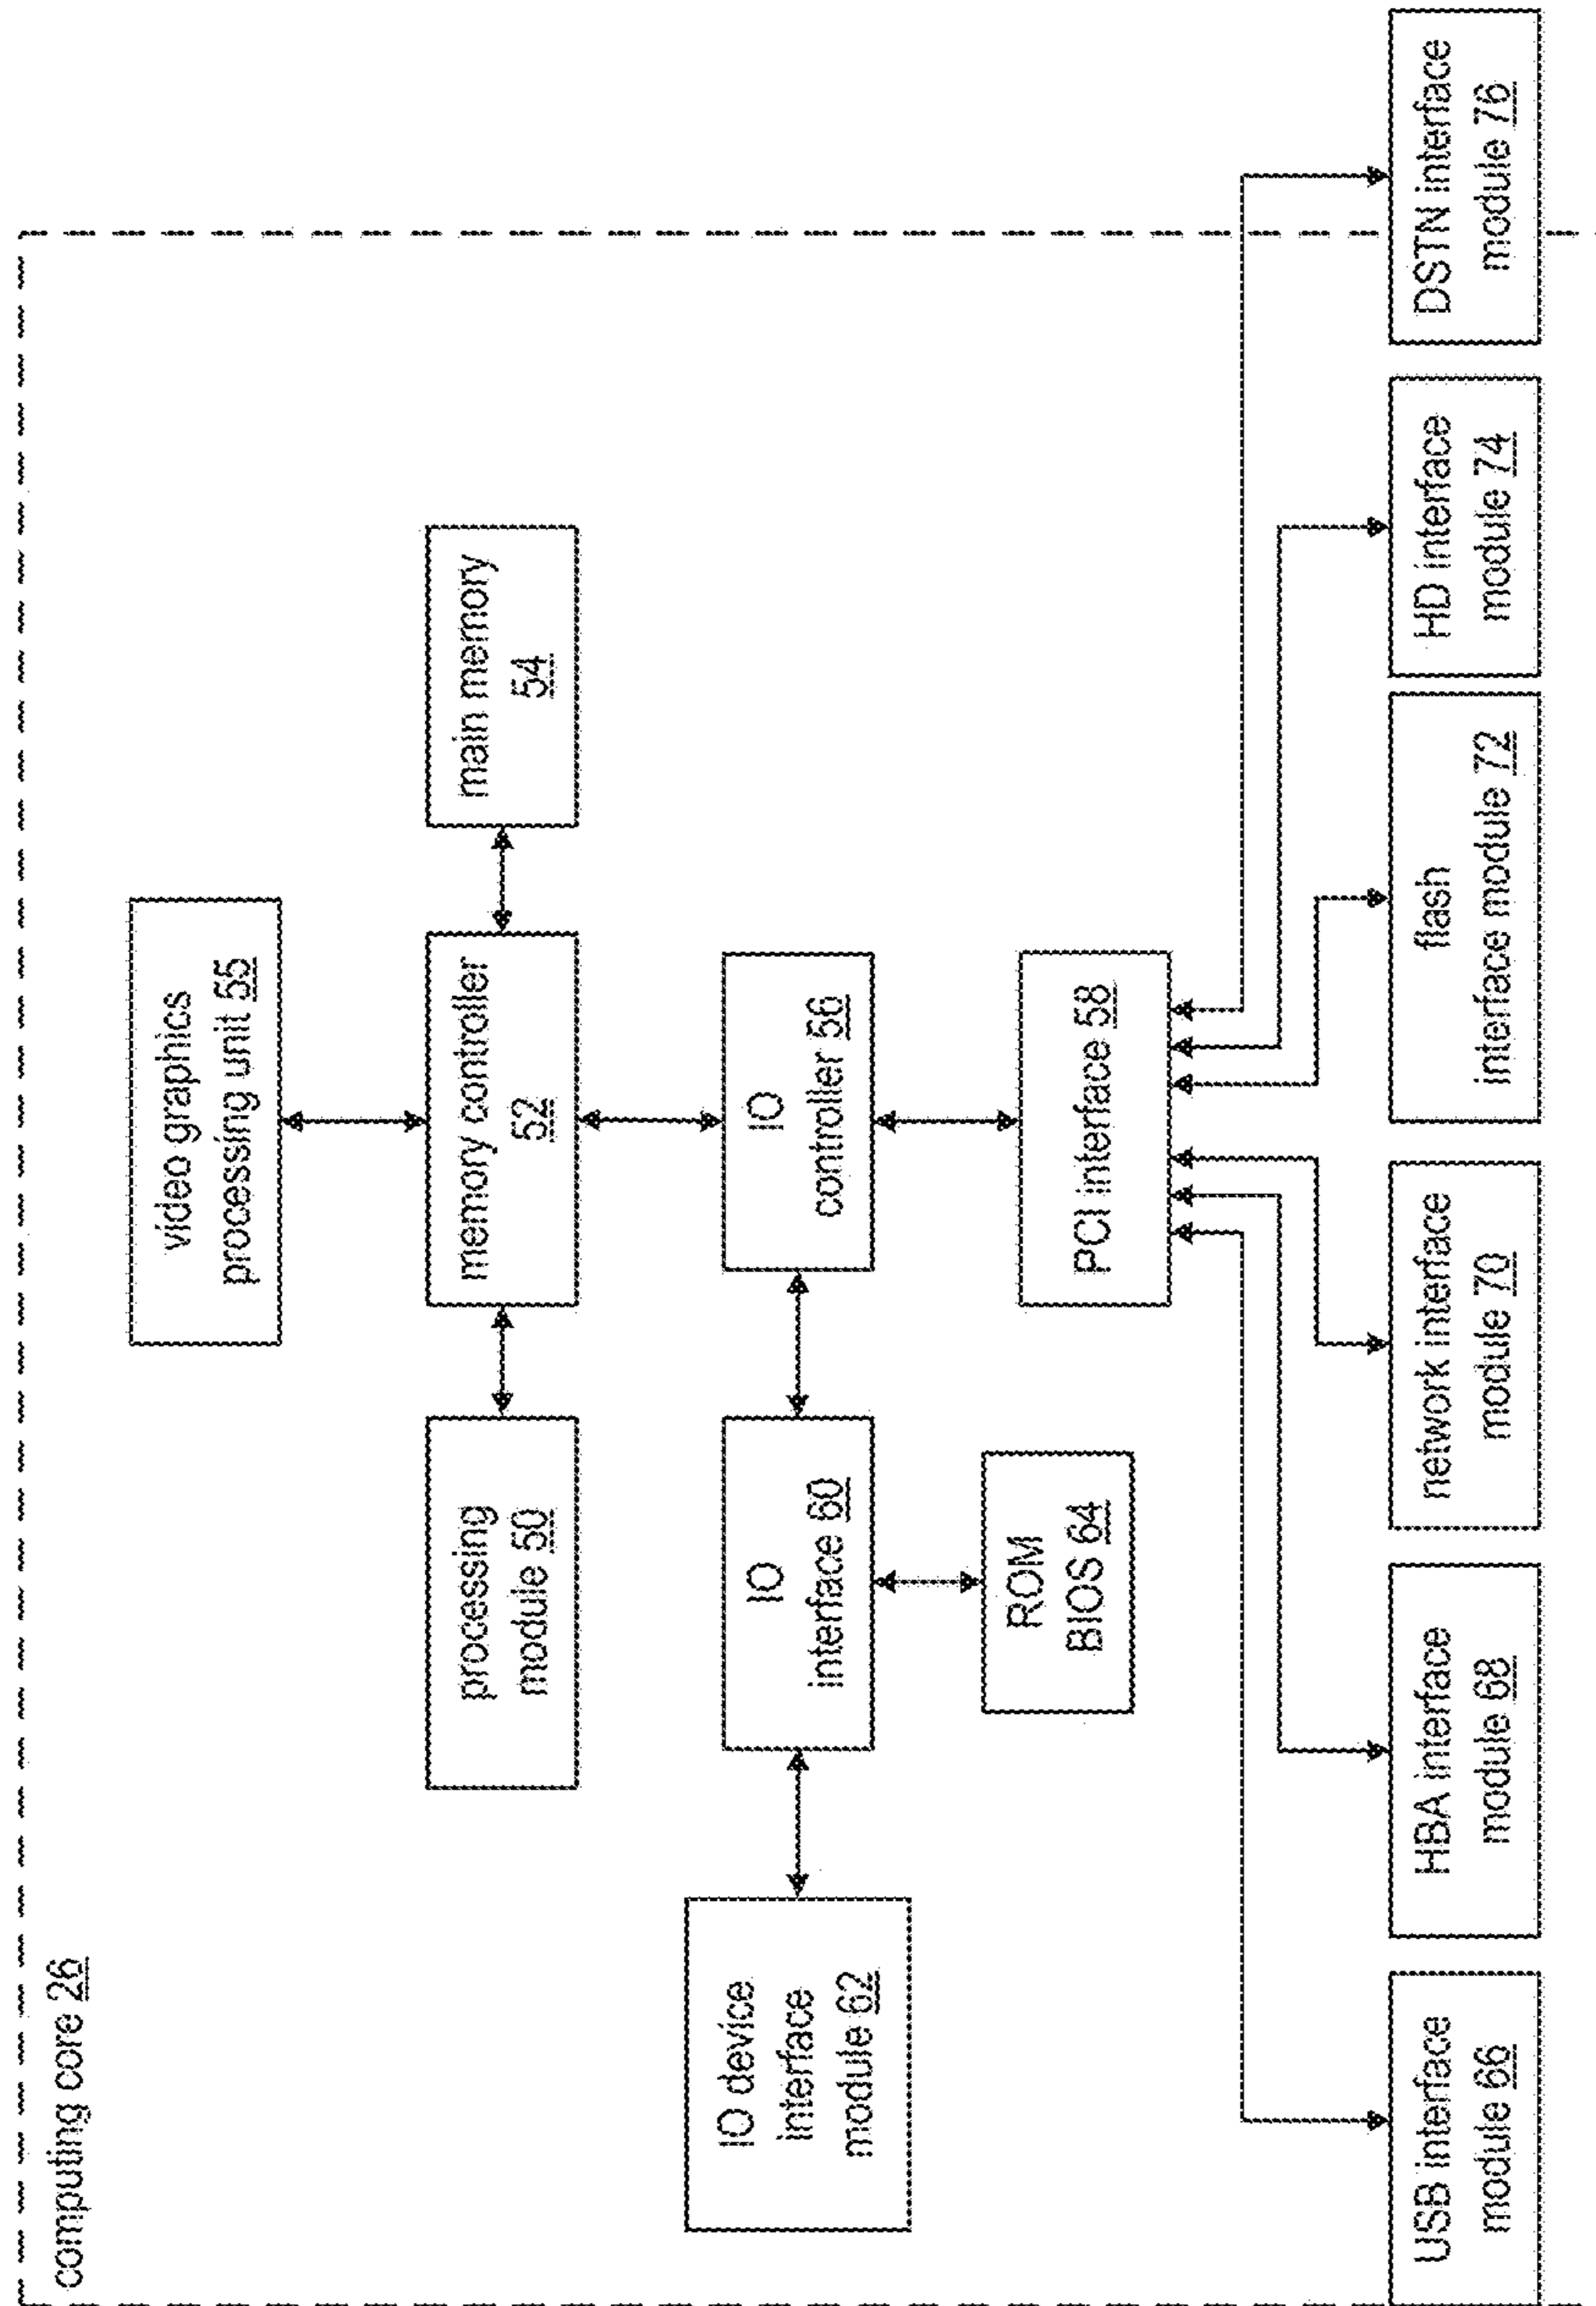 computing core 26
video graphics
processing unit 55
processing
module 50
memory controller
52
main memory
54
IO device
interface
module 62
IO
interface 60
IO
controller 56
ROM
BIOS 64
PCI interface 58
USB interface
module 66
HBA interface
module 68
network interface
module 70
flash
interface module 72
HD interface
module 74
DSTN interface
module 76